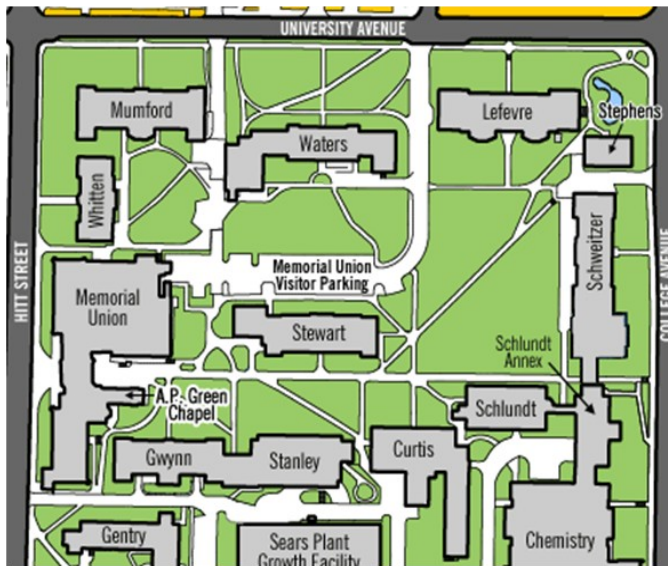 UNIVERSITY AVENUE
Mumford
Lefevre
Stephens
Waters
Whitten
Schweitzer
HITT STREET
COLLEGE AVENUE
Memorial Union
Visitor Parking
Memorial
Union
Stewart
Schlundt
Annex
A.P. Green
Chapel
Schlundt
Curtis
Gwynn
Stanley
Gentry
Sears Plant
Growth Facility
Chemistry